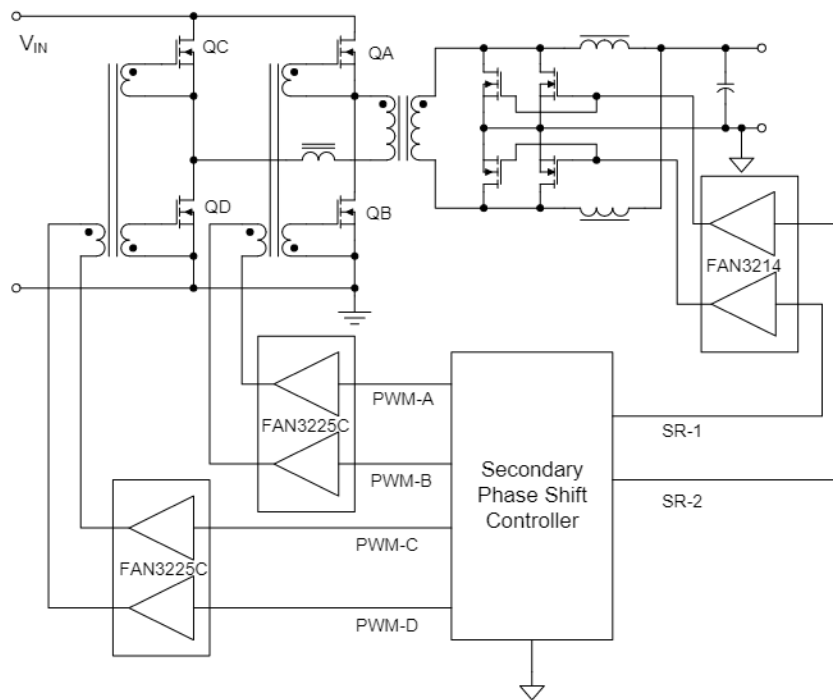 VIN
QC
QA
QD
QB
FAN3214
PWM-A
FAN3225C
PWM-B
SR-1
SR-2
Secondary
Phase Shift
Controller
PWM-C
FAN3225C
PWM-D